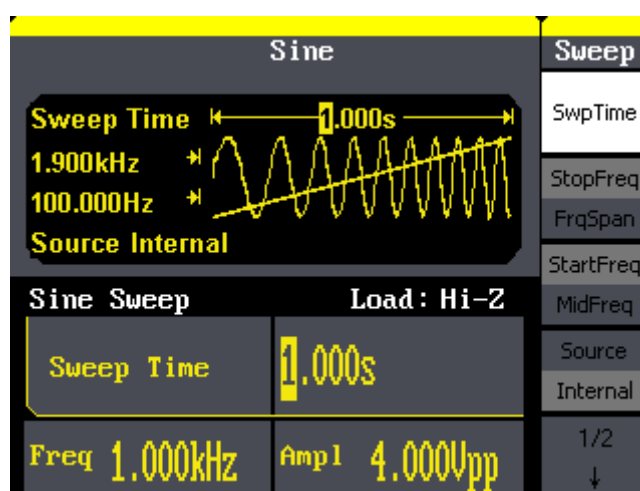 Sine
Sweep
Sweep Time 1.000s
1.900kHz
100.000Hz
Source Internal
SwpTime
StopFreq
FrqSpan
StartFreq
MidFreq
Source
Internal
1/2
Sine Sweep Load: Hi-Z
Sweep Time 1.000s
Freq 1.000kHz Ampl 4.000Vpp